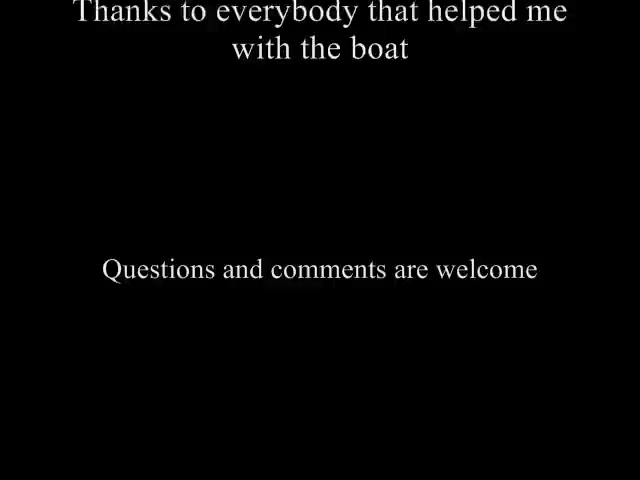 Thanks to everybody that helped me
with the boat
Questions and comments are welcome